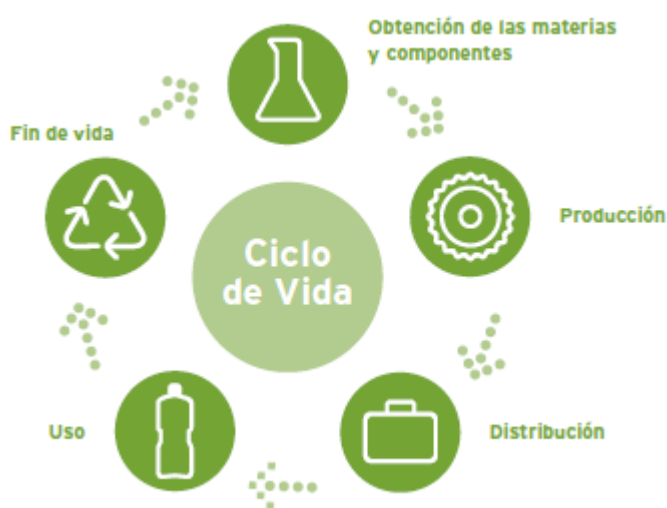 Obtención de las materias
y componentes
Fin de vida
Producción
Ciclo
de Vida
Uso
Distribución